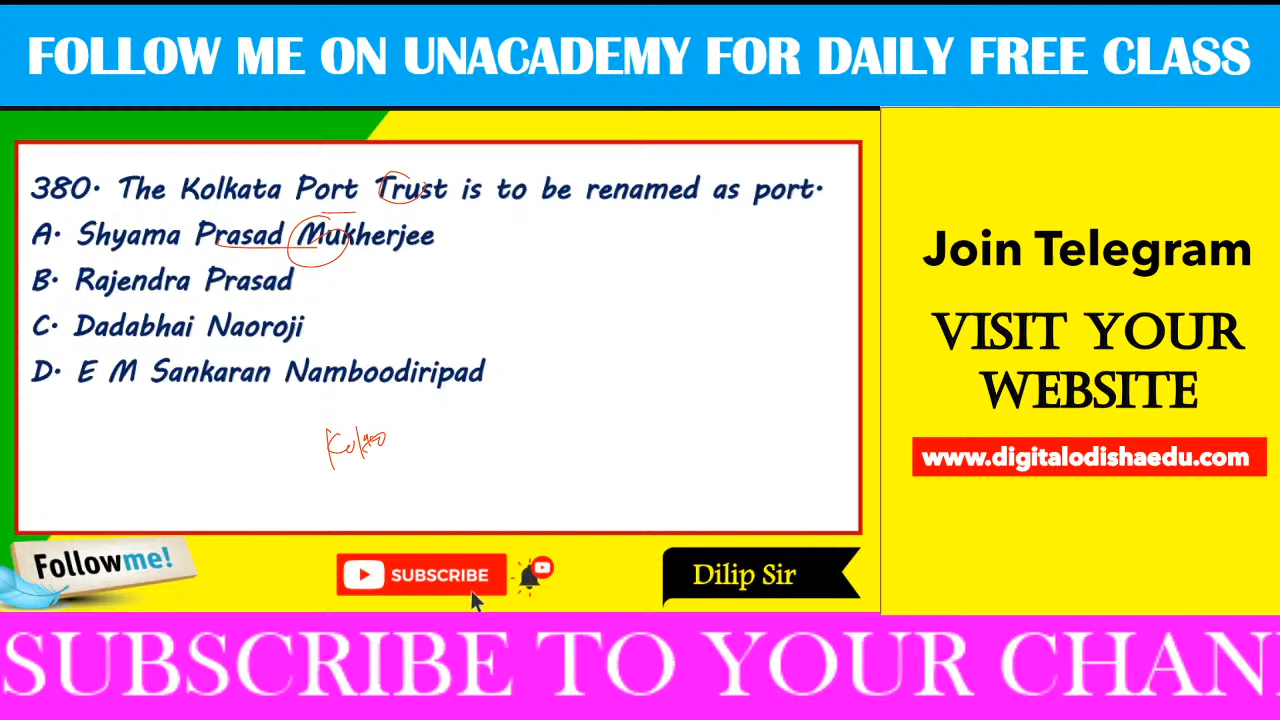 FOLLOW ME ON UNACADEMY FOR DAILY FREE CLASS
380. The Kolkata Port Trust is to be renamed as port.
A. Shyama Prasad Mukherjee
B. Rajendra Prasad
C. Dadabhai Naoroji
D. E M Sankaran Namboodiripad
Join Telegram
VISIT YOUR
WEBSITE
www.digitalodishaedu.com
Follow me!
SUBSCRIBE
Dilip Sir
SUBSCRIBE TO YOUR CHAN